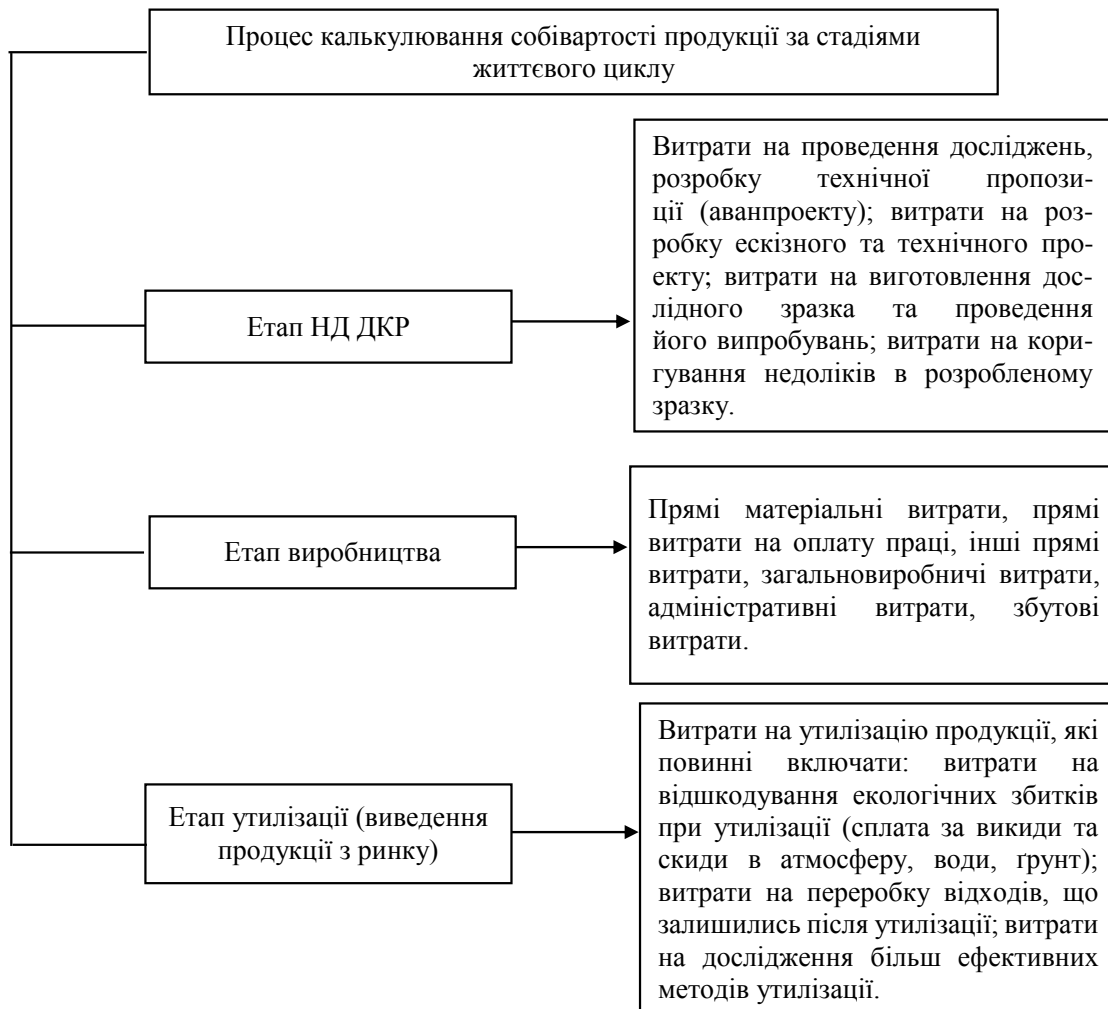 Процес калькулювання собівартості продукції за стадіями
життєвого циклу
Витрати на проведення досліджень,
розробку технічної пропози-
ції (аванпроекту); витрати на роз-
робку ескізного та технічного про-
екту; витрати на виготовлення дос-
лідного зразка та проведення
його випробувань; витрати на кори-
гування недоліків в розробленому
зразку.
Етап НД ДКР
Прямі матеріальні витрати, прямі
витрати на оплату праці, інші прямі
витрати, загальновиробничі витрати,
адміністративні витрати, збутові
витрати.
Етап виробництва
Витрати на утилізацію продукції, які
повинні включати: витрати на
відшкодування екологічних збитків
при утилізації (сплата за викиди та
скиди в атмосферу, води, ґрунт);
витрати на переробку відходів, що
залишились після утилізації; витрати
на дослідження більш ефективних
методів утилізації.
Етап утилізації (виведення
продукції з ринку)